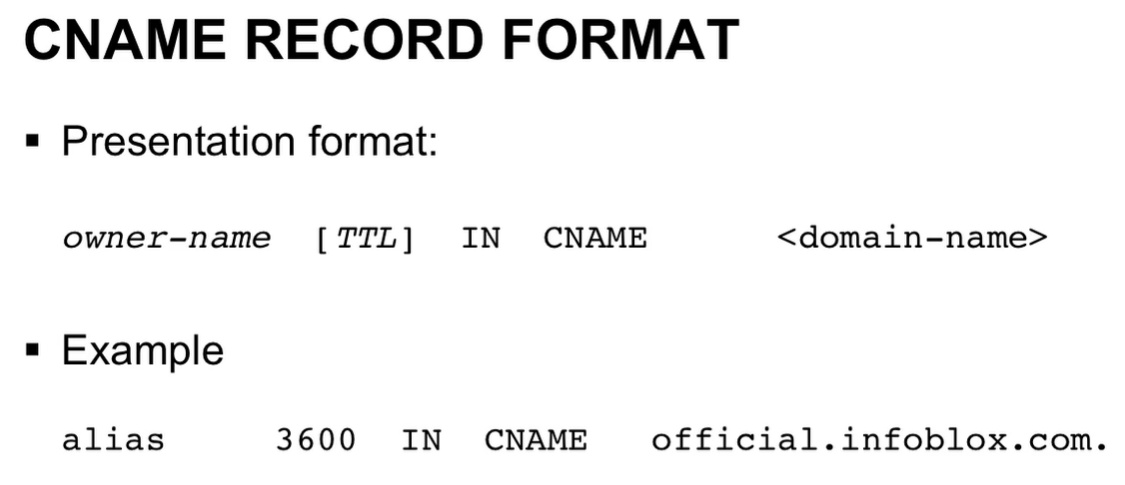 CNAME RECORD FORMAT
▪ Presentation format:
owner-name [TTL] IN CNAME <domain-name>
▪ Example
alias 3600 IN CNAME official.infoblox.com.